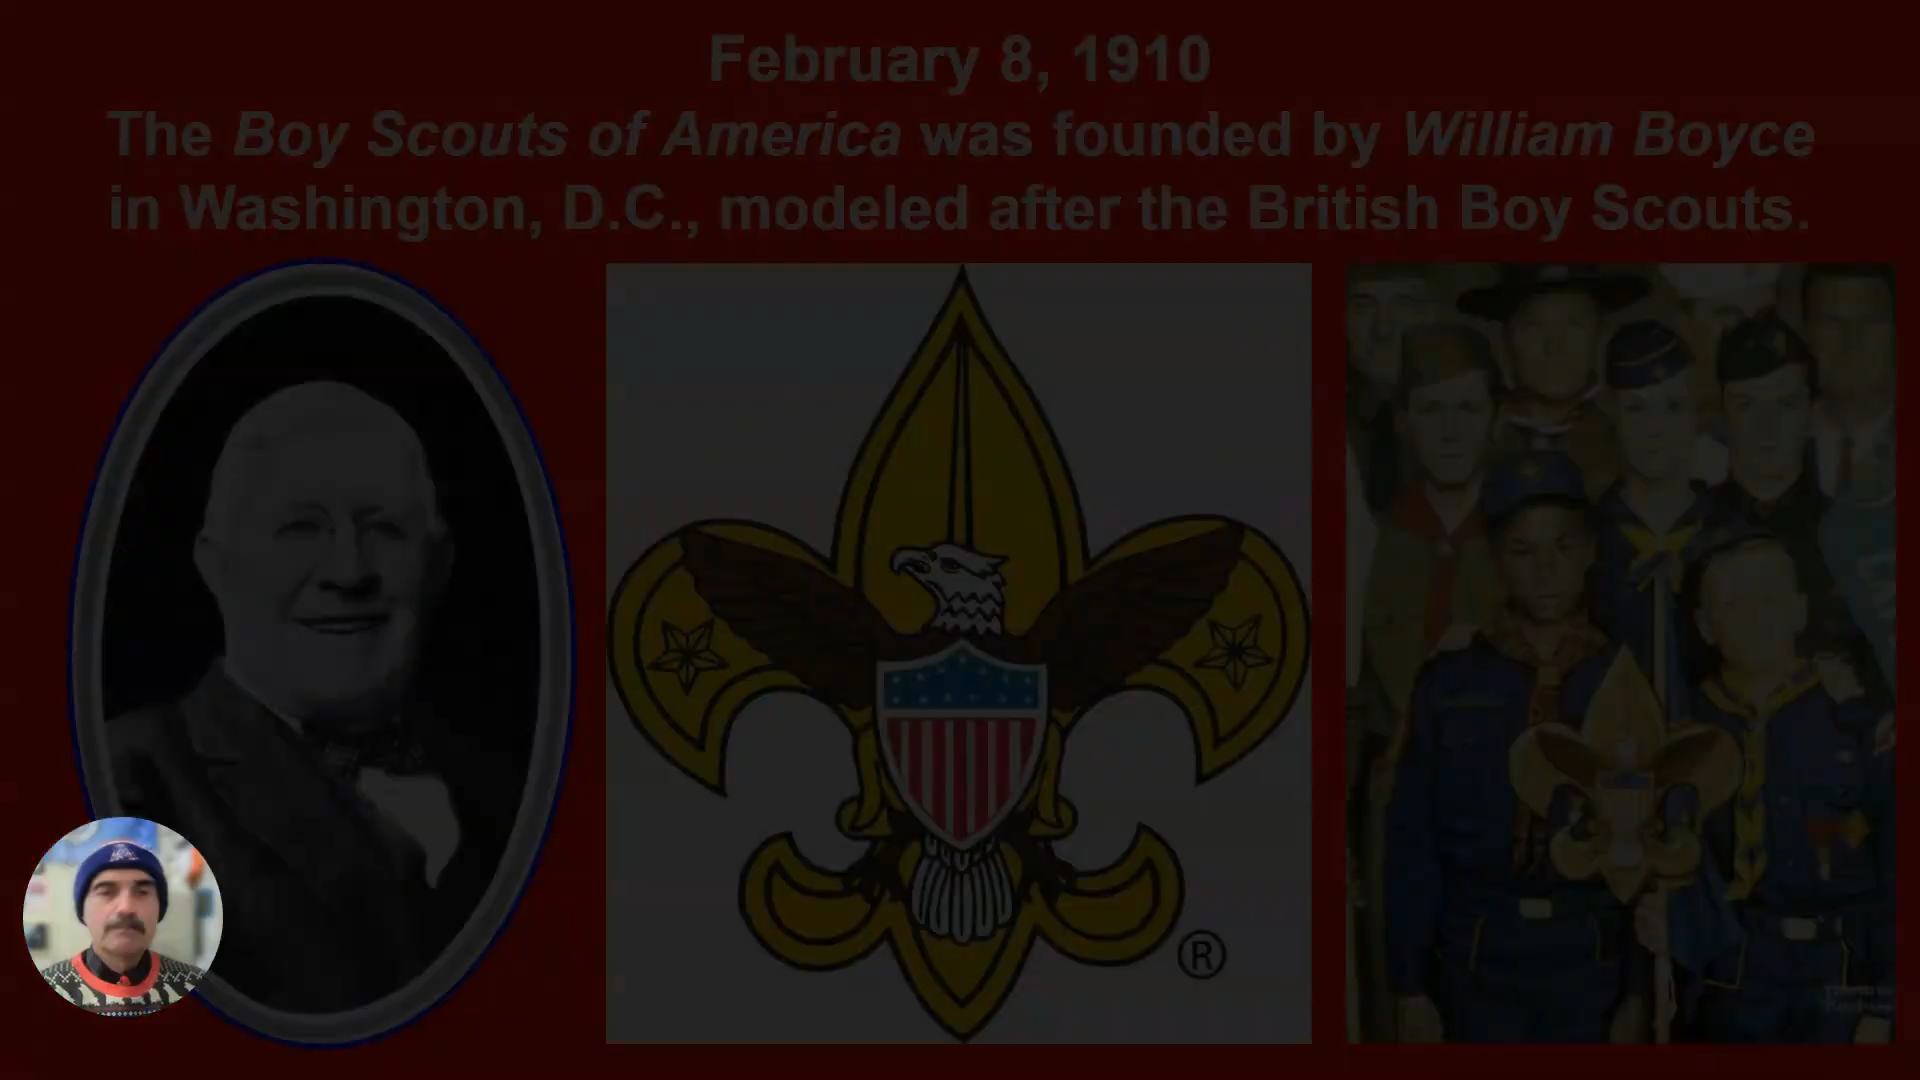 February 8, 1910
The Boy Scouts of America was founded by William Boyce
in Washington, D.C., modeled after the British Boy Scouts.
®